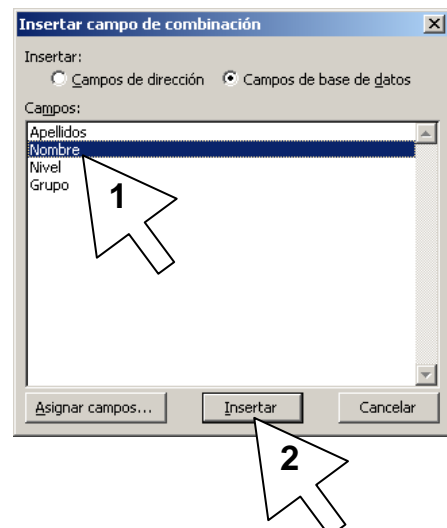 Insertar campo de combinación
Insertar:
Campos de dirección Campos de base de datos
Campos:
Apellidos
Nombre
Nivel
Grupo
1
Asignar campos... Insertar Cancelar
2